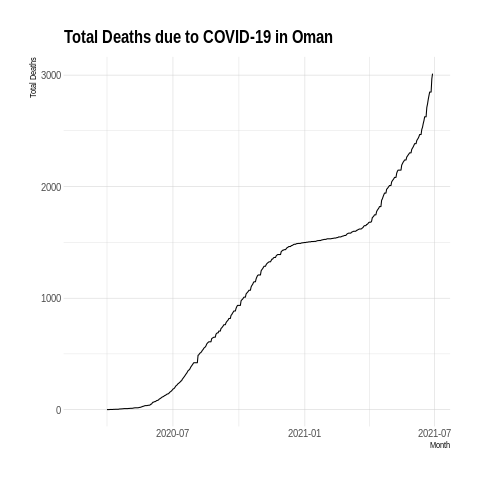 Total Deaths due to COVID-19 in Oman
Total Deaths
3000
2000
1000
0
2020-07
2021-01
2021-07
Month